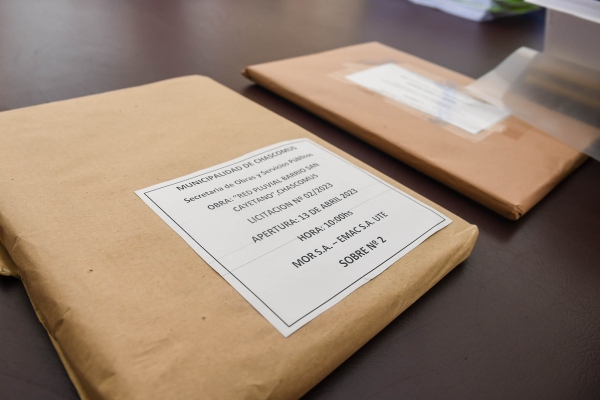 MUNICIPALIDAD DE CHASCOMUS
Secretaria de Obras y Servicios Públicos
OBRA: "RED PLUVIAL BARRIO SAN
CAYETANO",CHASCOMUS
LICITACION Nº 02/2023
APERTURA: 13 DE ABRIL 2023
HORA: 10:00hs
MOR S.A. – EMAC S.A. UTE
SOBRE Nº 2